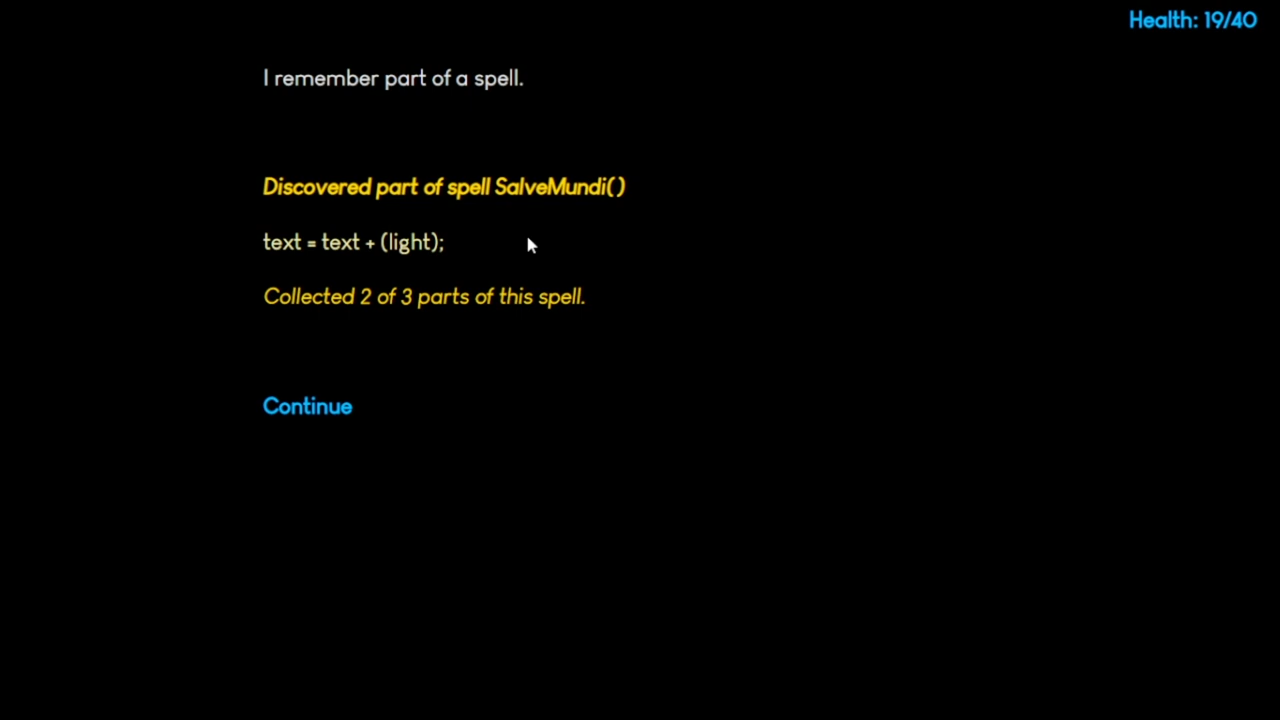 Health: 19/40
I remember part of a spell.
Discovered part of spell SalveMundi()
text = text + (light);
Collected 2 of 3 parts of this spell.
Continue